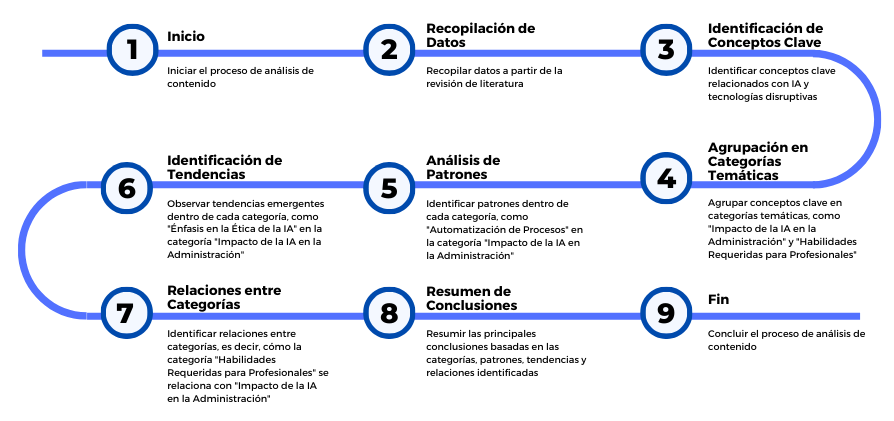 1
Inicio
Iniciar el proceso de análisis de
contenido
2
Recopilación de
Datos
Recopilar datos a partir de la
revisión de literatura
3
Identificación de
Conceptos Clave
Identificar conceptos clave
relacionados con IA y
tecnologías disruptivas
4
Agrupación en
Categorías
Temáticas
Agrupar conceptos clave en
categorías temáticas, como
"Impacto de la IA en la
Administración" y "Habilidades
Requeridas para Profesionales"
5
Análisis de
Patrones
Identificar patrones dentro de
cada categoría, como
"Automatización de Procesos" en
la categoría "Impacto de la IA en
la Administración"
6
Identificación de
Tendencias
Observar tendencias emergentes
dentro de cada categoría, como
"Énfasis en la Ética de la IA" en la
categoría "Impacto de la IA en la
Administración"
7
Relaciones entre
Categorías
Identificar relaciones entre
categorías, es decir, cómo la
categoría "Habilidades
Requeridas para Profesionales" se
relaciona con "Impacto de la IA
en la Administración"
8
Resumen de
Conclusiones
Resumir las principales
conclusiones basadas en las
categorías, patrones, tendencias y
relaciones identificadas
9
Fin
Concluir el proceso de análisis de
contenido